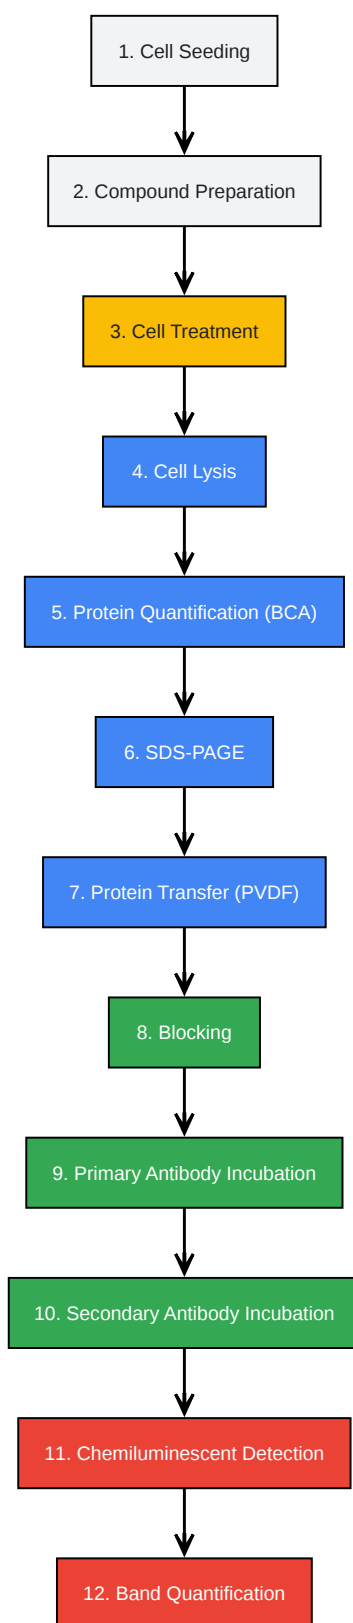 1. Cell Seeding
2. Compound Preparation
3. Cell Treatment
4. Cell Lysis
5. Protein Quantification (BCA)
6. SDS-PAGE
7. Protein Transfer (PVDF)
8. Blocking
9. Primary Antibody Incubation
10. Secondary Antibody Incubation
11. Chemiluminescent Detection
12. Band Quantification